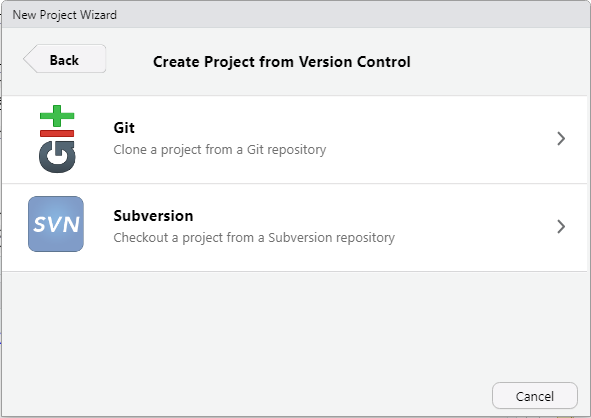 New Project Wizard
Back
Create Project from Version Control
Git
Git
Clone a project from a Git repository
SVN
Subversion
Checkout a project from a Subversion repository
Cancel